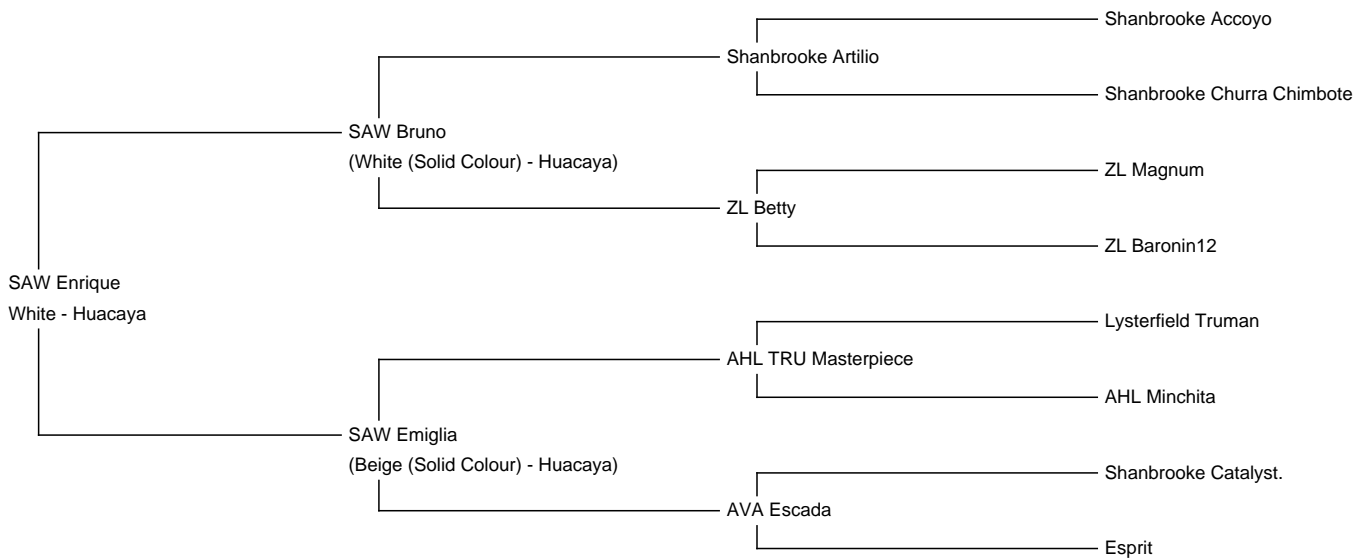 Shanbrooke Accoyo
Shanbrooke Artilio
Shanbrooke Churra Chimbote
SAW Bruno
(White (Solid Colour) - Huacaya)
ZL Magnum
ZL Betty
ZL Baronin12
SAW Enrique
White - Huacaya
Lysterfield Truman
AHL TRU Masterpiece
AHL Minchita
SAW Emiglia
(Beige (Solid Colour) - Huacaya)
Shanbrooke Catalyst.
AVA Escada
Esprit